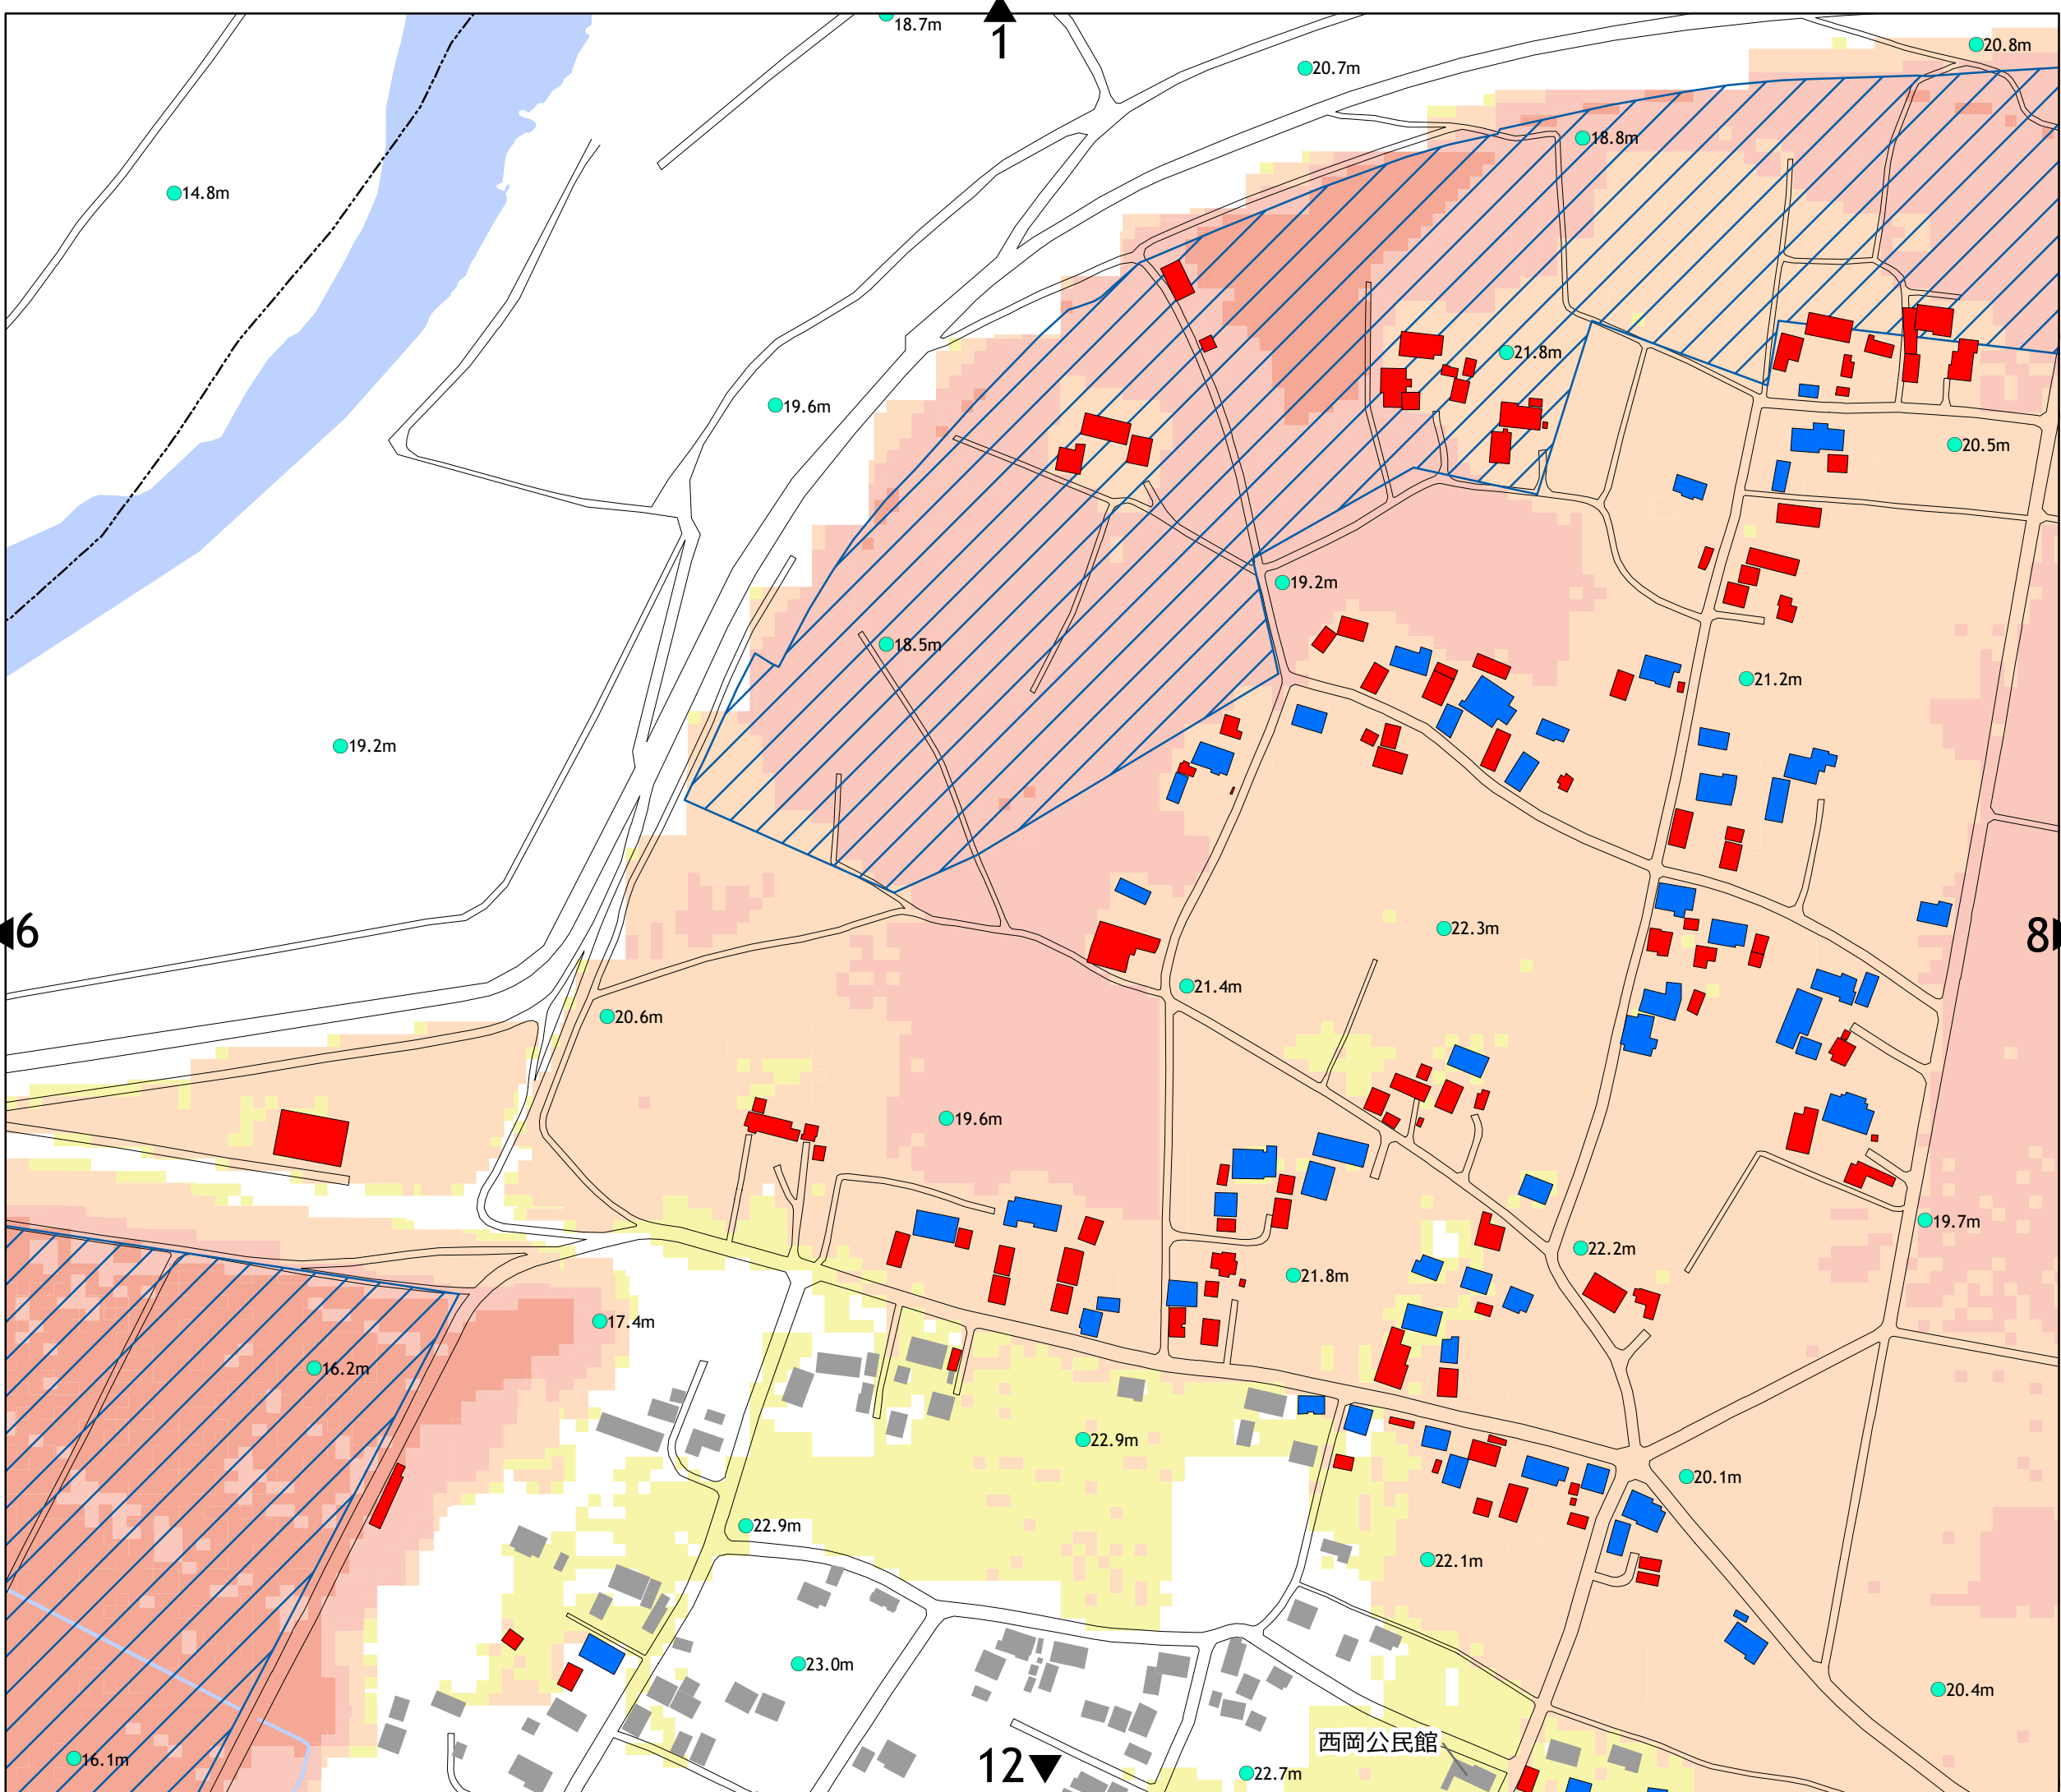 18.7m
1
20.8m
20.7m
18.8m
14.8m
21.8m
19.6m
20.5m
19.2m
18.5m
21.2m
19.2m
6
22.3m
8
21.4m
20.6m
19.6m
19.7m
22.2m
21.8m
17.4m
16.2m
22.9m
20.1m
22.9m
22.1m
23.0m
20.4m
西岡公民館
16.1m
12
22.7m